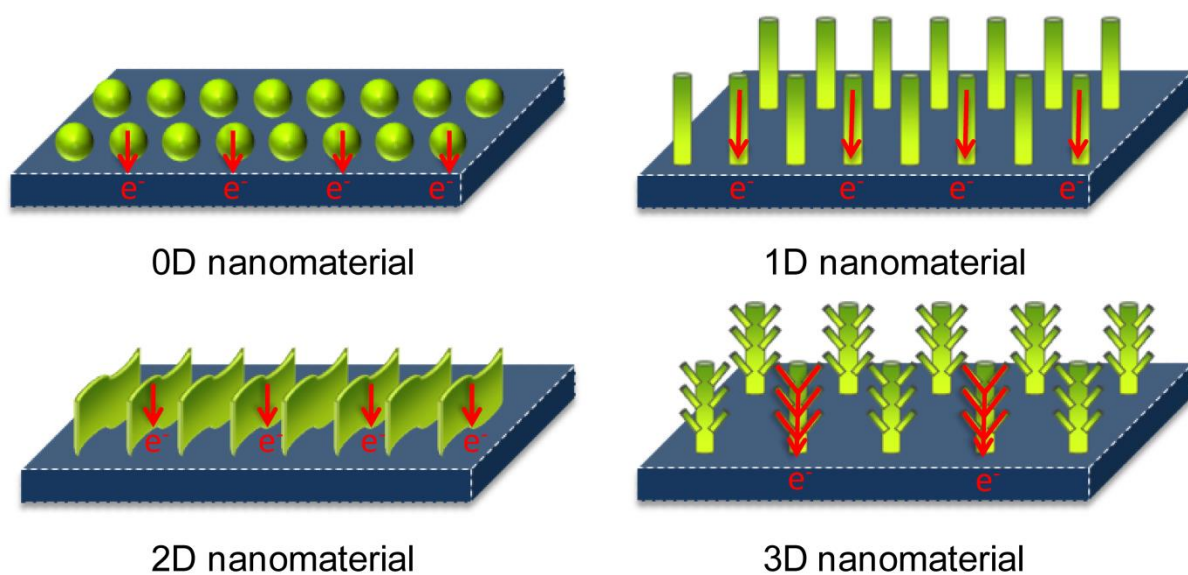 e⁻ e⁻ e⁻ e⁻
0D nanomaterial
e⁻ e⁻ e⁻ e⁻
1D nanomaterial
e⁻ e⁻ e⁻ e⁻
2D nanomaterial
e⁻ e⁻
3D nanomaterial